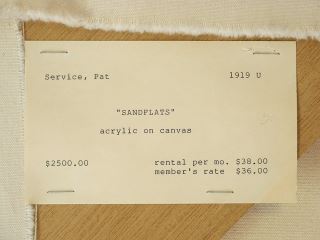 Service, Pat 1919 U
"SANDFLATS"
acrylic on canvas
$2500.00 rental per mo. $38.00
member's rate $36.00